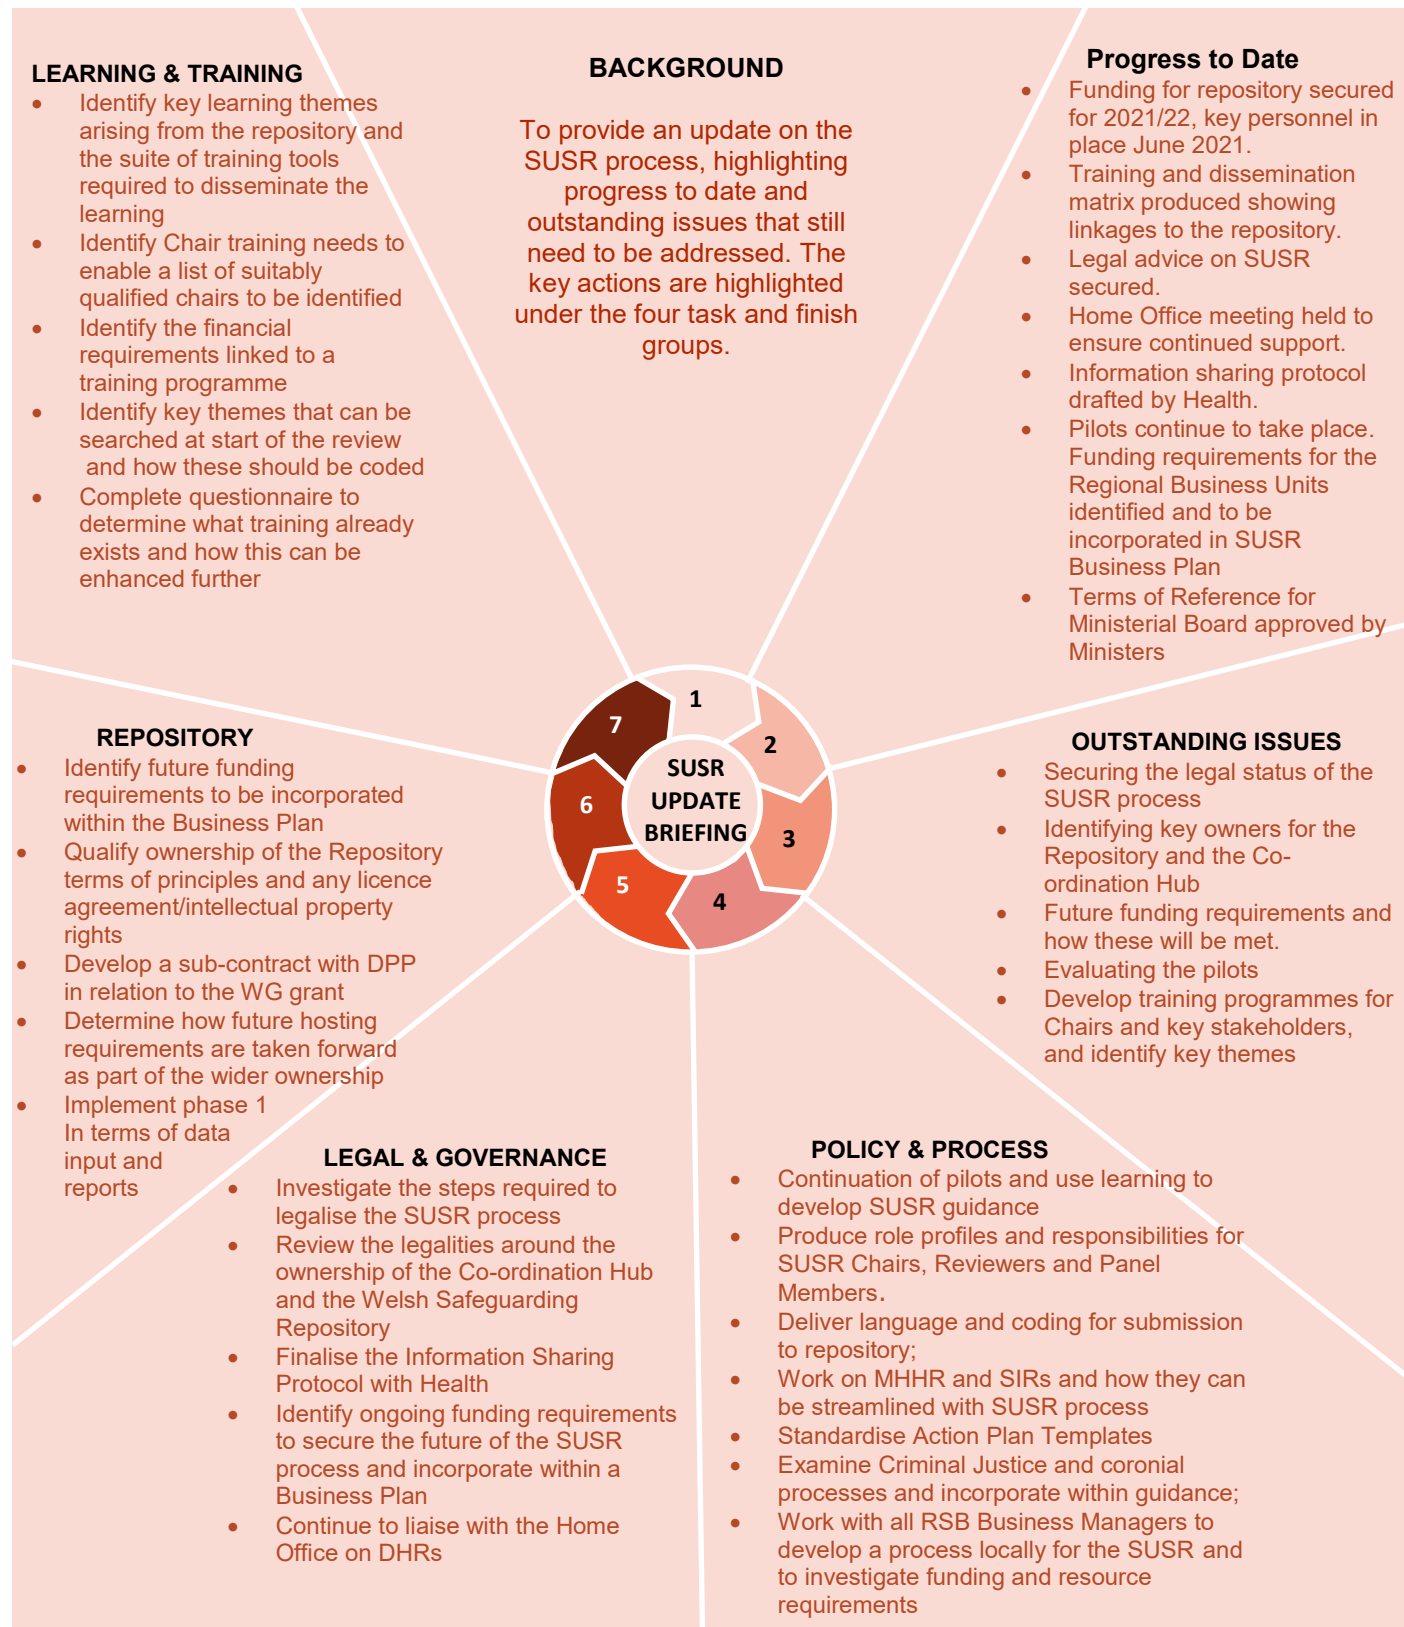 BACKGROUND
To provide an update on the
SUSR process, highlighting
progress to date and
outstanding issues that still
need to be addressed. The
key actions are highlighted
under the four task and finish
groups.
Progress to Date
• Funding for repository secured
for 2021/22, key personnel in
place June 2021.
• Training and dissemination
matrix produced showing
linkages to the repository.
• Legal advice on SUSR
secured.
• Home Office meeting held to
ensure continued support.
• Information sharing protocol
drafted by Health.
• Pilots continue to take place.
Funding requirements for the
Regional Business Units
identified and to be
incorporated in SUSR
Business Plan
• Terms of Reference for
Ministerial Board approved by
Ministers
OUTSTANDING ISSUES
• Securing the legal status of the
SUSR process
• Identifying key owners for the
Repository and the Co-
ordination Hub
• Future funding requirements and
how these will be met.
• Evaluating the pilots
• Develop training programmes for
Chairs and key stakeholders,
and identify key themes
POLICY & PROCESS
• Continuation of pilots and use learning to
develop SUSR guidance
• Produce role profiles and responsibilities for
SUSR Chairs, Reviewers and Panel
Members.
• Deliver language and coding for submission
to repository;
• Work on MHHR and SIRs and how they can
be streamlined with SUSR process
• Standardise Action Plan Templates
• Examine Criminal Justice and coronial
processes and incorporate within guidance;
• Work with all RSB Business Managers to
develop a process locally for the SUSR and
to investigate funding and resource
requirements
LEGAL & GOVERNANCE
• Investigate the steps required to
legalise the SUSR process
• Review the legalities around the
ownership of the Co-ordination Hub
and the Welsh Safeguarding
Repository
• Finalise the Information Sharing
Protocol with Health
• Identify ongoing funding requirements
to secure the future of the SUSR
process and incorporate within a
Business Plan
• Continue to liaise with the Home
Office on DHRs
REPOSITORY
• Identify future funding
requirements to be incorporated
within the Business Plan
• Qualify ownership of the Repository
terms of principles and any licence
agreement/intellectual property
rights
• Develop a sub-contract with DPP
in relation to the WG grant
• Determine how future hosting
requirements are taken forward
as part of the wider ownership
• Implement phase 1
In terms of data
input and
reports
LEARNING & TRAINING
• Identify key learning themes
arising from the repository and
the suite of training tools
required to disseminate the
learning
• Identify Chair training needs to
enable a list of suitably
qualified chairs to be identified
• Identify the financial
requirements linked to a
training programme
• Identify key themes that can be
searched at start of the review
and how these should be coded
• Complete questionnaire to
determine what training already
exists and how this can be
enhanced further
SUSR
UPDATE
BRIEFING
1
2
3
4
5
6
7